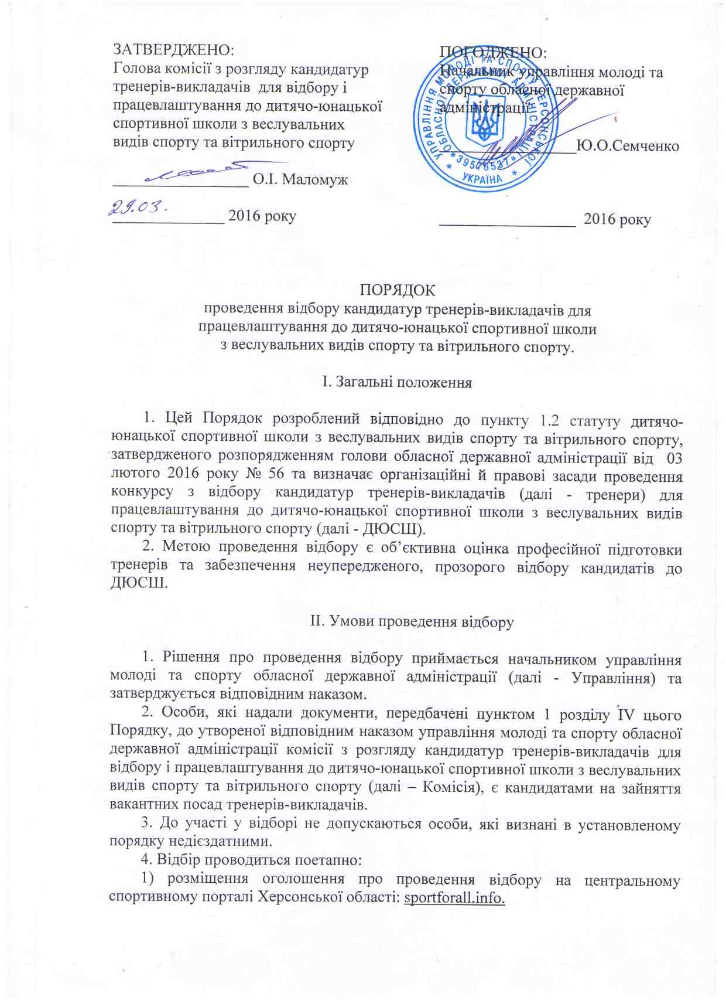 ЗАТВЕРДЖЕНО:
Голова комісії з розгляду кандидатур
тренерів-викладачів для відбору і
працевлаштування до дитячо-юнацької
спортивної школи з веслувальних
видів спорту та вітрильного спорту
О.І. Маломуж
29.03. 2016 року
ПОГОДЖЕНО:
Начальник управління молоді та
спорту обласної державної
адміністрації
Ю.О.Семченко
2016 року
УПРАВЛІННЯ МОЛОДІ ТА СПОРТУ ХЕРСОНСЬКОЇ
ОБЛАСНОЇ ДЕРЖАВНОЇ АДМІНІСТРАЦІЇ
*39576527*
* УКРАЇНА *
ПОРЯДОК
проведення відбору кандидатур тренерів-викладачів для
працевлаштування до дитячо-юнацької спортивної школи
з веслувальних видів спорту та вітрильного спорту.
І. Загальні положення
1. Цей Порядок розроблений відповідно до пункту 1.2 статуту дитячо-
юнацької спортивної школи з веслувальних видів спорту та вітрильного спорту,
затвердженого розпорядженням голови обласної державної адміністрації від 03
лютого 2016 року № 56 та визначає організаційні й правові засади проведення
конкурсу з відбору кандидатур тренерів-викладачів (далі - тренери) для
працевлаштування до дитячо-юнацької спортивної школи з веслувальних видів
спорту та вітрильного спорту (далі - ДЮСШ).
2. Метою проведення відбору є об’єктивна оцінка професійної підготовки
тренерів та забезпечення неупередженого, прозорого відбору кандидатів до
ДЮСШ.
ІІ. Умови проведення відбору
1. Рішення про проведення відбору приймається начальником управління
молоді та спорту обласної державної адміністрації (далі - Управління) та
затверджується відповідним наказом.
2. Особи, які надали документи, передбачені пунктом 1 розділу IV цього
Порядку, до утвореної відповідним наказом управління молоді та спорту обласної
державної адміністрації комісії з розгляду кандидатур тренерів-викладачів для
відбору і працевлаштування до дитячо-юнацької спортивної школи з веслувальних
видів спорту та вітрильного спорту (далі – Комісія), є кандидатами на зайняття
вакантних посад тренерів-викладачів.
3. До участі у відборі не допускаються особи, які визнані в установленому
порядку недієздатними.
4. Відбір проводиться поетапно:
1) розміщення оголошення про проведення відбору на центральному
спортивному порталі Херсонської області: sportforall.info.